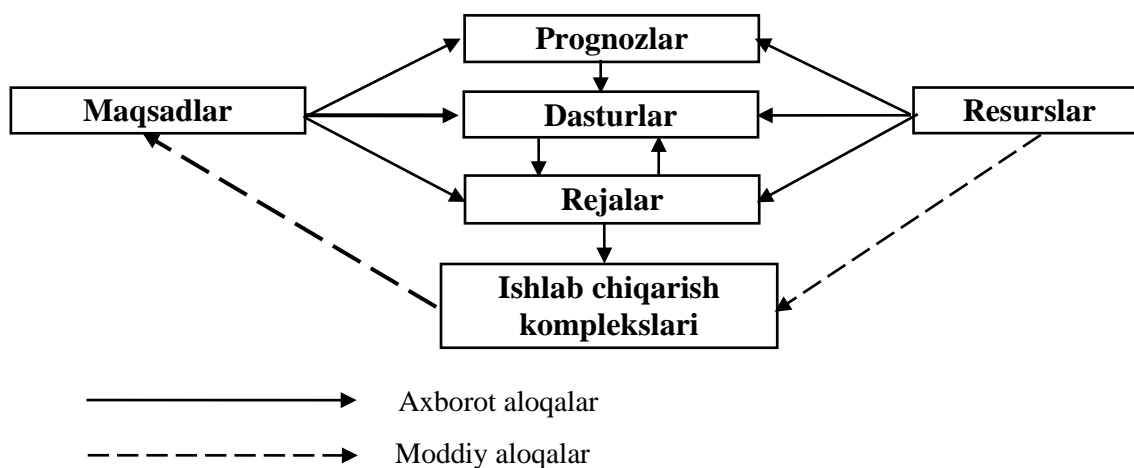 Prognozlar
Maqsadlar
Dasturlar
Resurslar
Rejalar
Ishlab chiqarish
komplekslari
Axborot aloqalar
Moddiy aloqalar